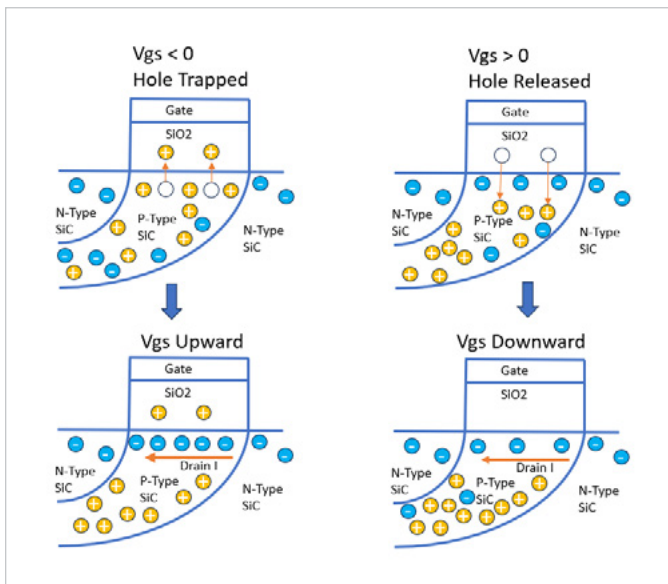 Vgs < 0
Hole Trapped
Gate
SiO2
N-Type
SiC
P-Type
SIC
N-Type
SiC
Vgs > 0
Hole Released
Gate
SiO2
N-Type
SiC
P-Type
SiC
N-Type
SiC
Vgs Upward
Gate
SiO2
Drain I
N-Type
SiC
P-Type
SiC
N-Type
SiC
Vgs Downward
Gate
SiO2
Drain I
N-Type
SiC
P-Type
SiC
N-Type
SiC